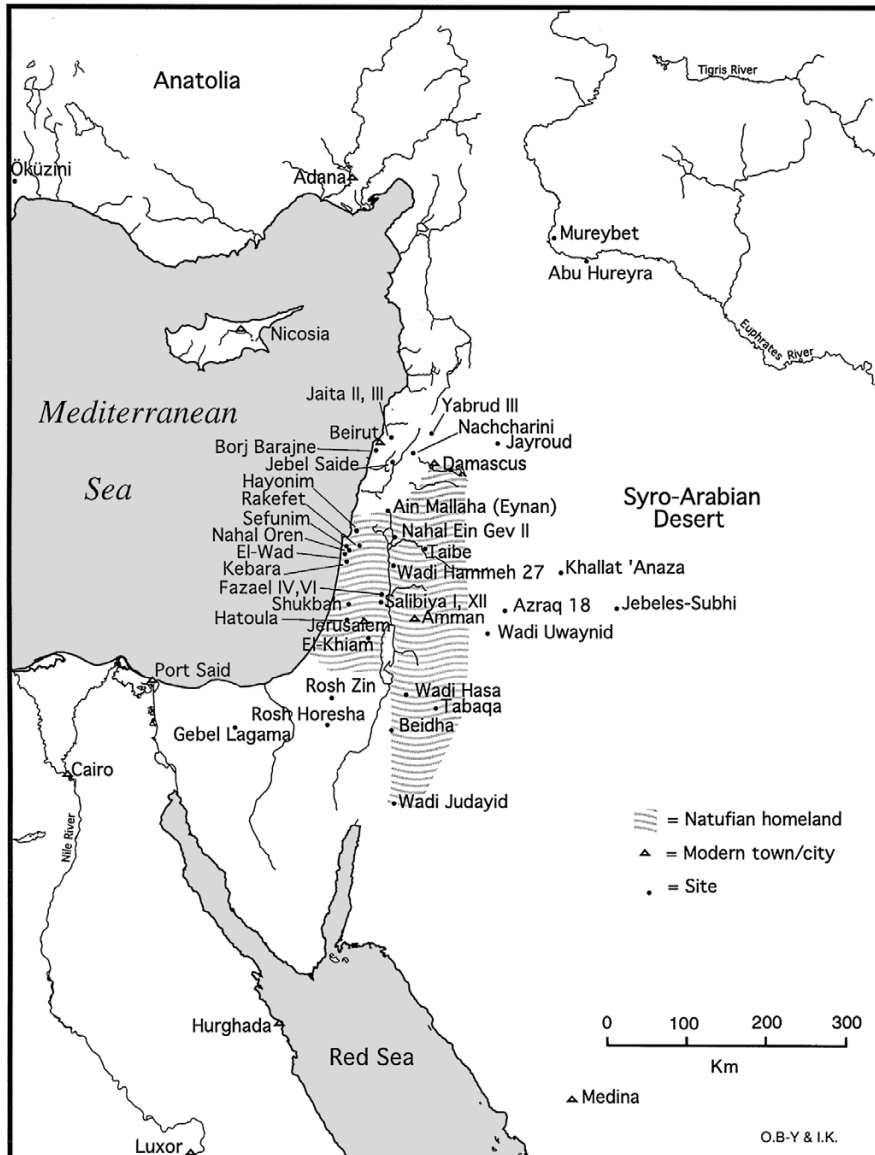 Anatolia
Tigris River
Öküzini
Adana
Mureybet
Abu Hureyra
Euphrates River
Nicosia
Mediterranean
Sea
Jaita II, III
Yabrud III
Beirut
Nachcharini
Jayroud
Borj Barajne
Jebel Saide
Damascus
Hayonim
Rakefet
Sefunim
Nahal Oren
El-Wad
Kebara
Ain Mallaha (Eynan)
Syro-Arabian
Desert
Nahal Ein Gev II
Taibe
Wadi Hammeh 27
Khallat 'Anaza
Fazael IV,VI
Shukbah
Salibiya I, XII
Azraq 18
Jebeles-Subhi
Hatoula
Jerusalem
Amman
El-Khiam
Wadi Uwaynid
Port Said
Rosh Zin
Wadi Hasa
Tabaqa
Rosh Horesha
Gebel Lagama
Beidha
Cairo
Wadi Judayid
Nile River
= Natufian homeland
= Modern town/city
= Site
Hurghada
Red Sea
0 100 200 300
Km
Medina
Luxor
O.B-Y & I.K.